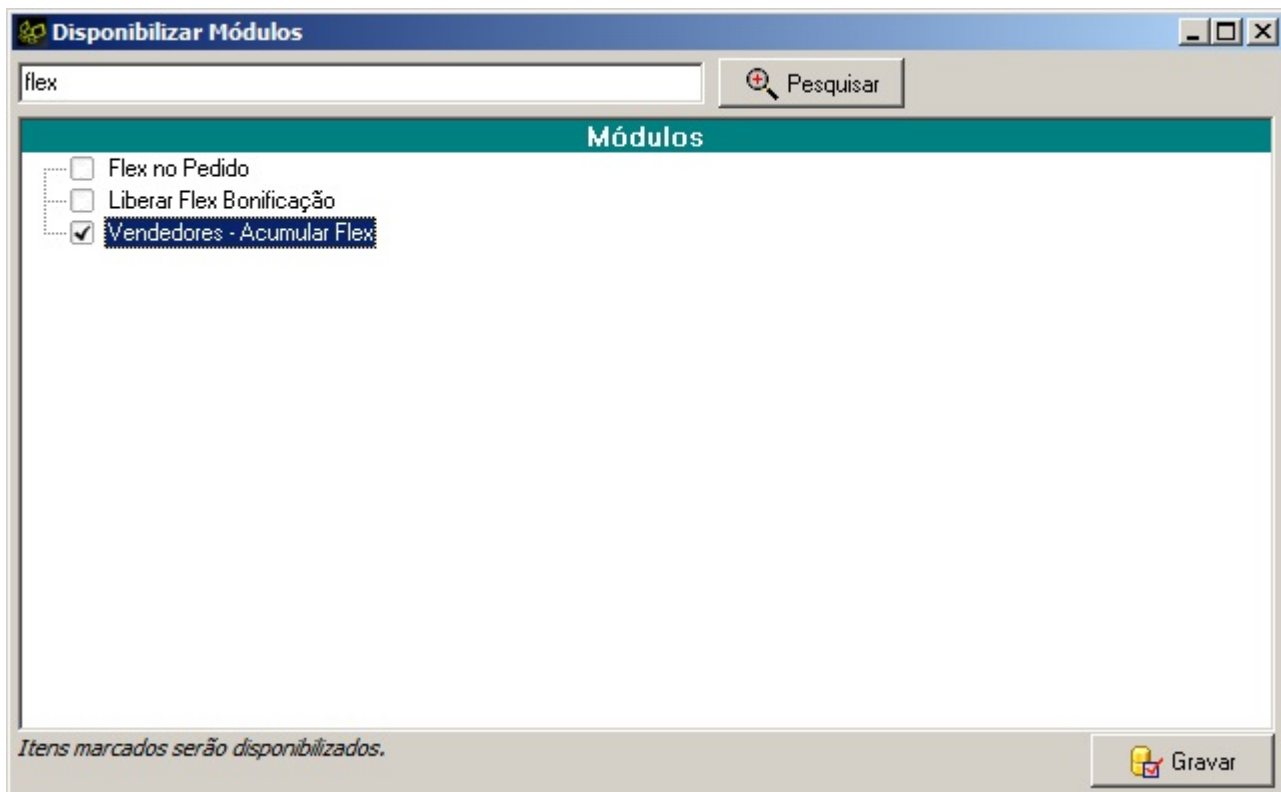 Disponibilizar Módulos
flex
Pesquisar
Módulos
Flex no Pedido
Liberar Flex Bonificação
Vendedores - Acumular Flex
Itens marcados serão disponibilizados.
Gravar